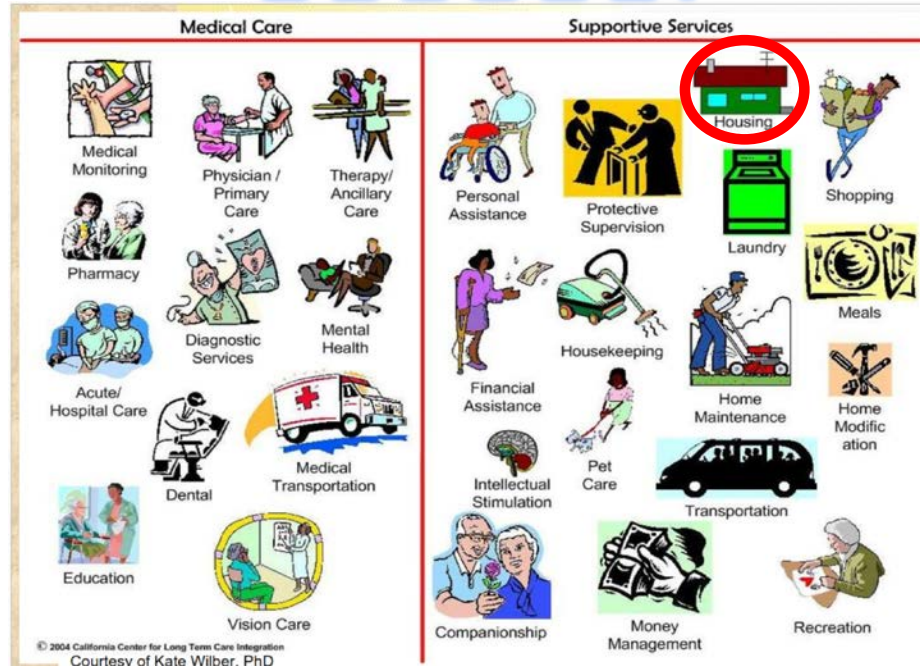 Medical Care
Medical
Monitoring
Physician /
Primary
Care
Therapy/
Ancillary
Care
Pharmacy
Diagnostic
Services
Mental
Health
Acute/
Hospital Care
Dental
Medical
Transportation
Education
Vision Care
© 2004 California Center for Long Term Care Integration
Courtesy of Kate Wilber, PhD
Supportive Services
Personal
Assistance
Protective
Supervision
Housing
Shopping
Laundry
Financial
Assistance
Housekeeping
Home
Maintenance
Meals
Home
Modific
ation
Intellectual
Stimulation
Pet
Care
Transportation
Companionship
Money
Management
Recreation